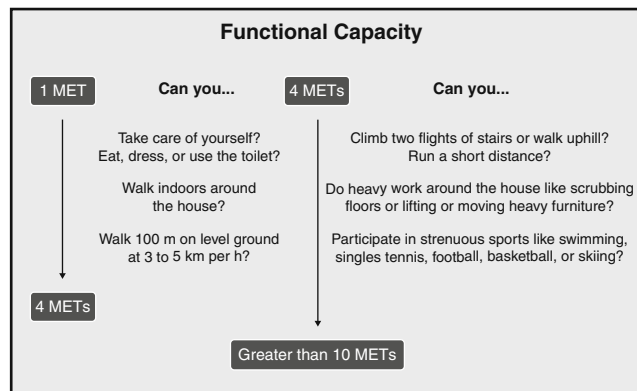 Functional Capacity
1 MET
Can you...
Take care of yourself?
Eat, dress, or use the toilet?
Walk indoors around
the house?
Walk 100 m on level ground
at 3 to 5 km per h?
4 METs
4 METs
Can you...
Climb two flights of stairs or walk uphill?
Run a short distance?
Do heavy work around the house like scrubbing
floors or lifting or moving heavy furniture?
Participate in strenuous sports like swimming,
singles tennis, football, basketball, or skiing?
Greater than 10 METs